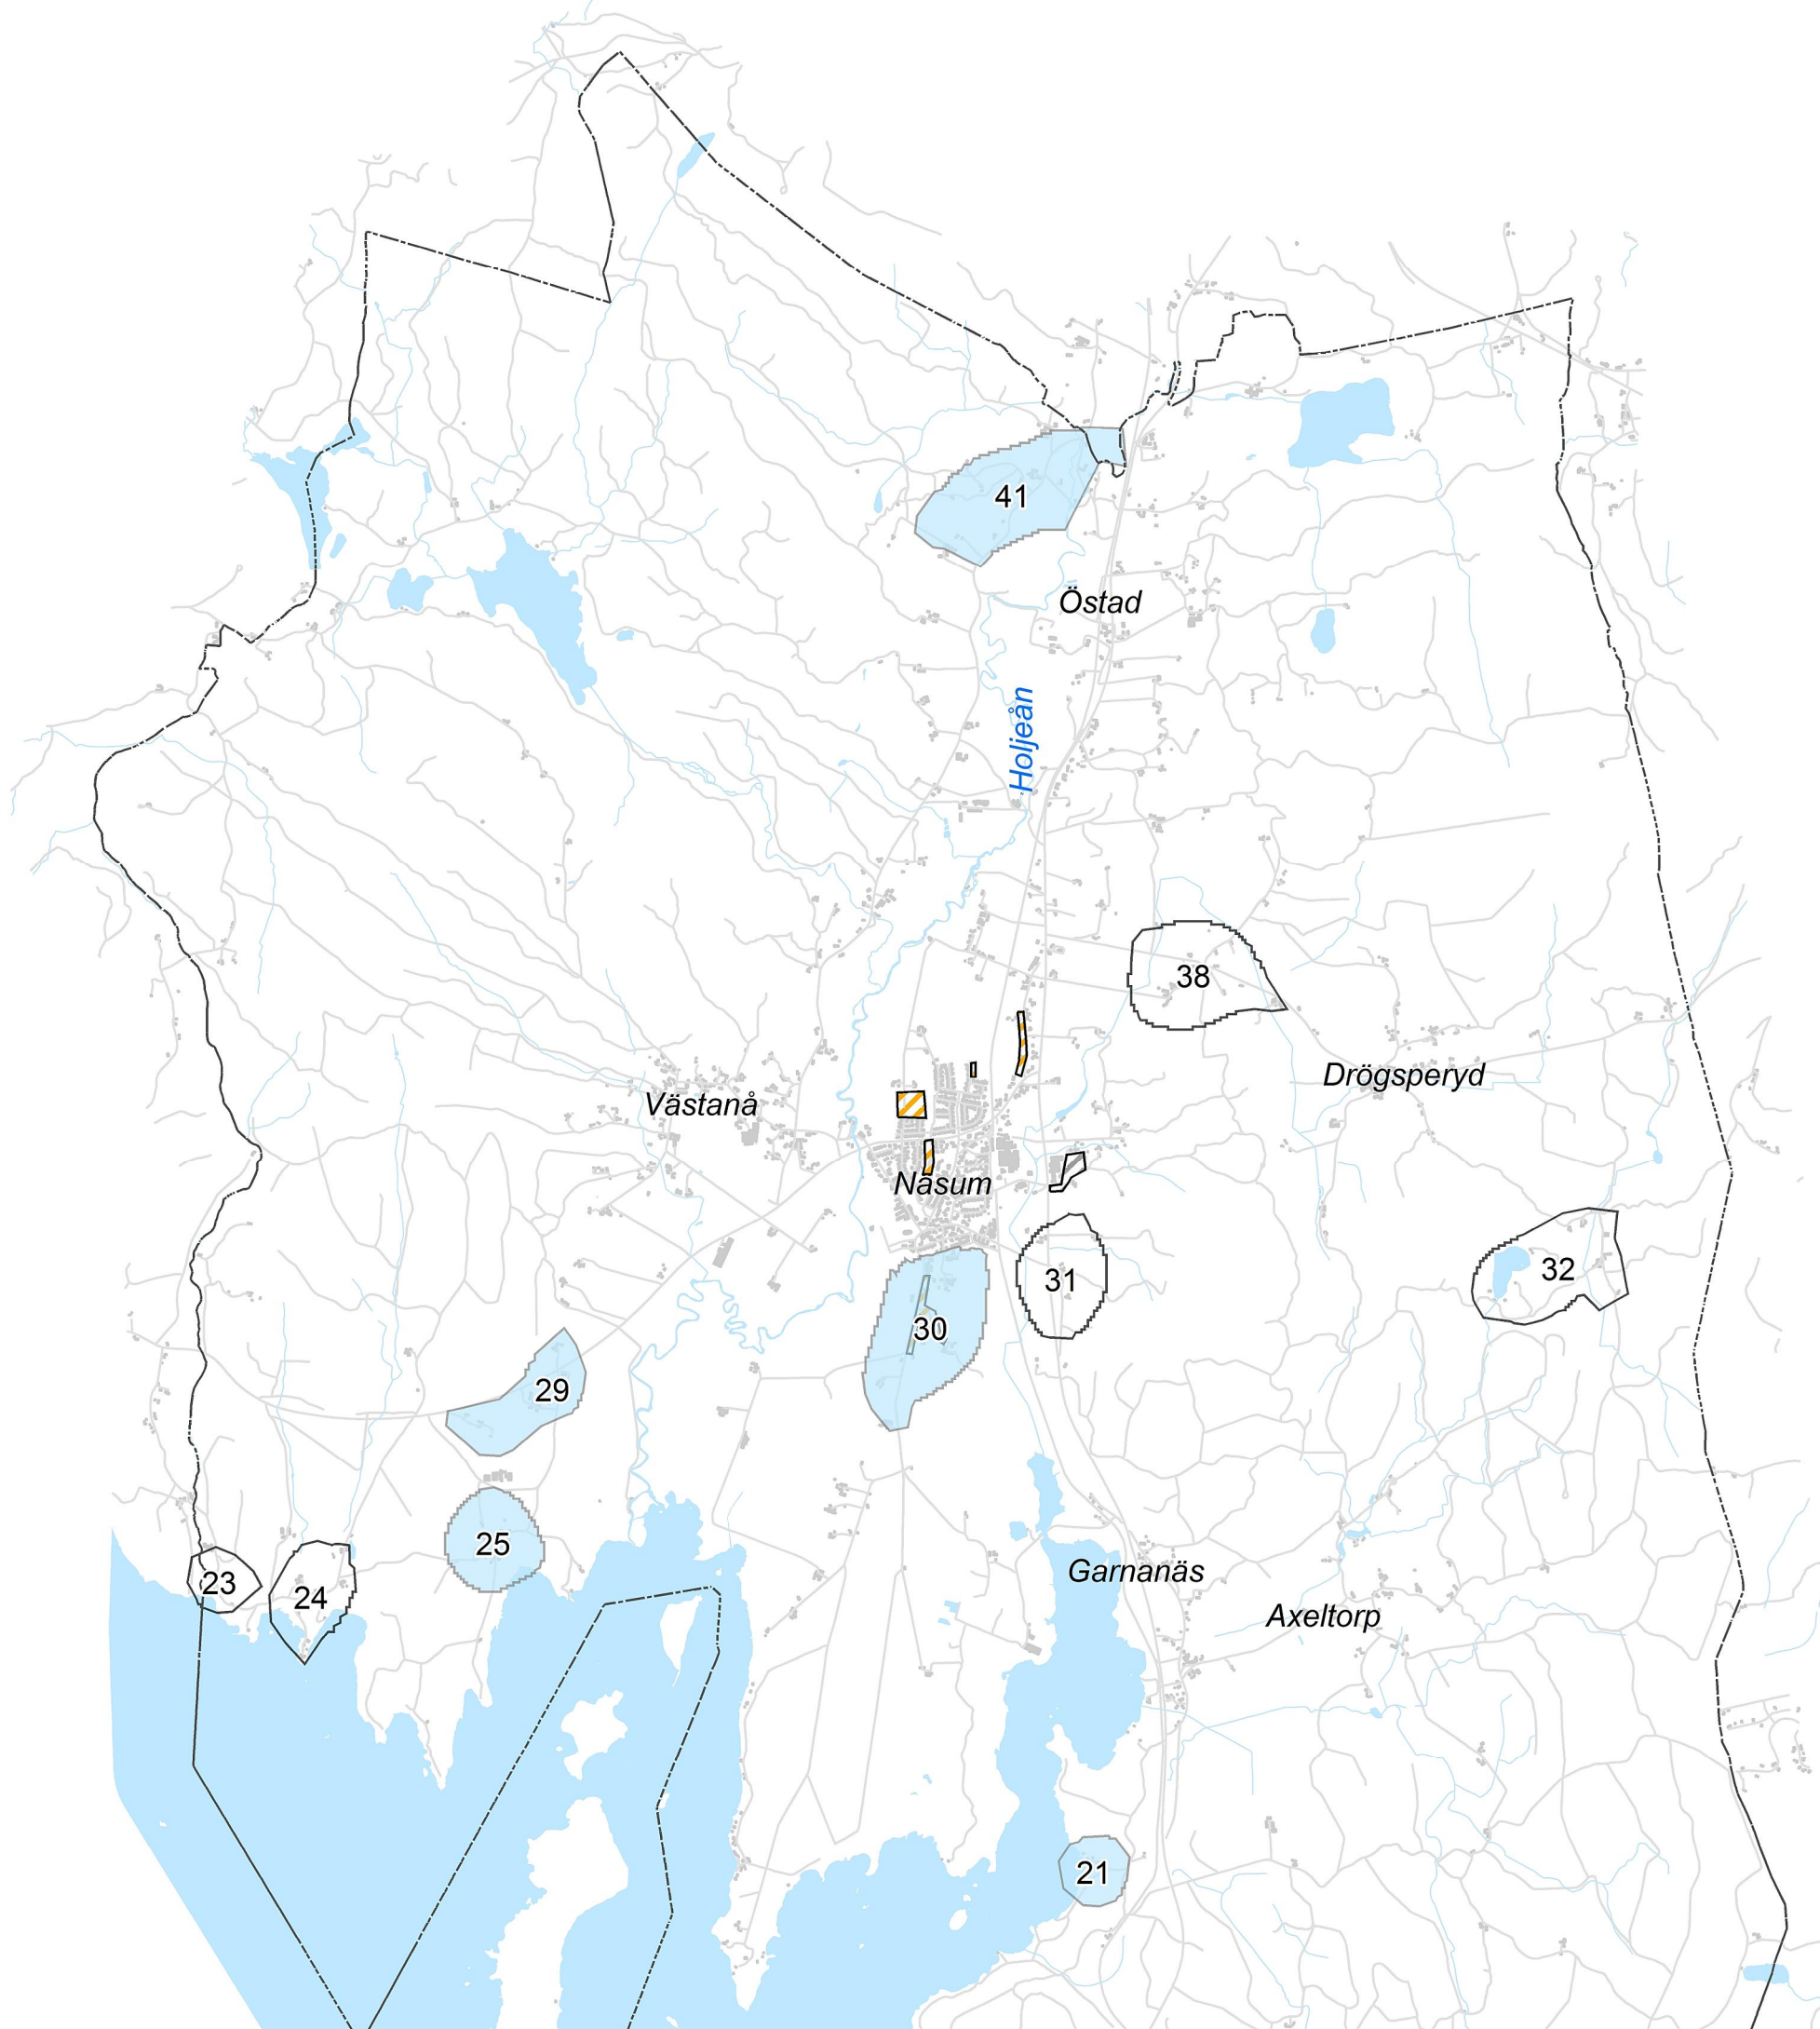 41
Östad
Holjeån
38
Drögsperyd
Västanå
Näsum
32
31
30
29
25
Garnanäs
23
24
Axeltorp
21